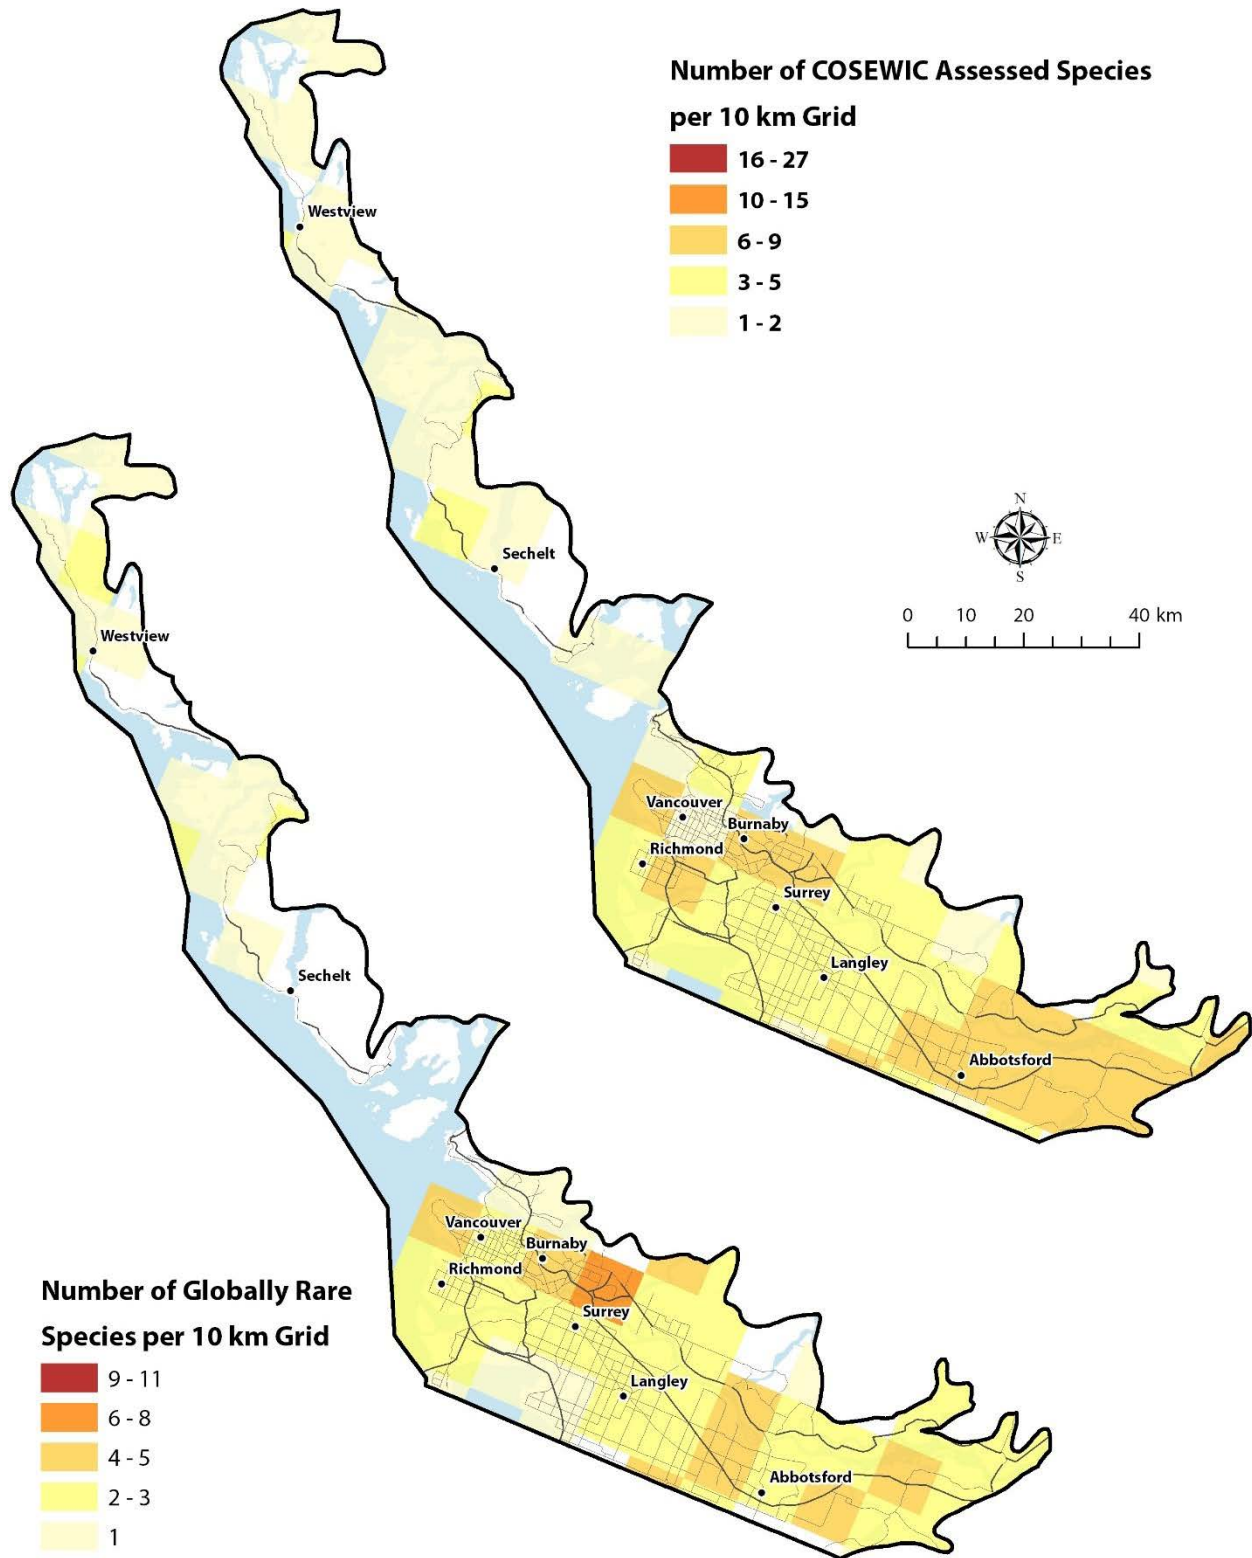 Number of COSEWIC Assessed Species
per 10 km Grid
16 - 27
10 - 15
6 - 9
3 - 5
1 - 2
Westview
Sechelt
N
W E
S
0 10 20 40 km
Vancouver
Burnaby
Richmond
Surrey
Langley
Abbotsford
Westview
Sechelt
Vancouver
Burnaby
Richmond
Surrey
Langley
Abbotsford
Number of Globally Rare
Species per 10 km Grid
9 - 11
6 - 8
4 - 5
2 - 3
1